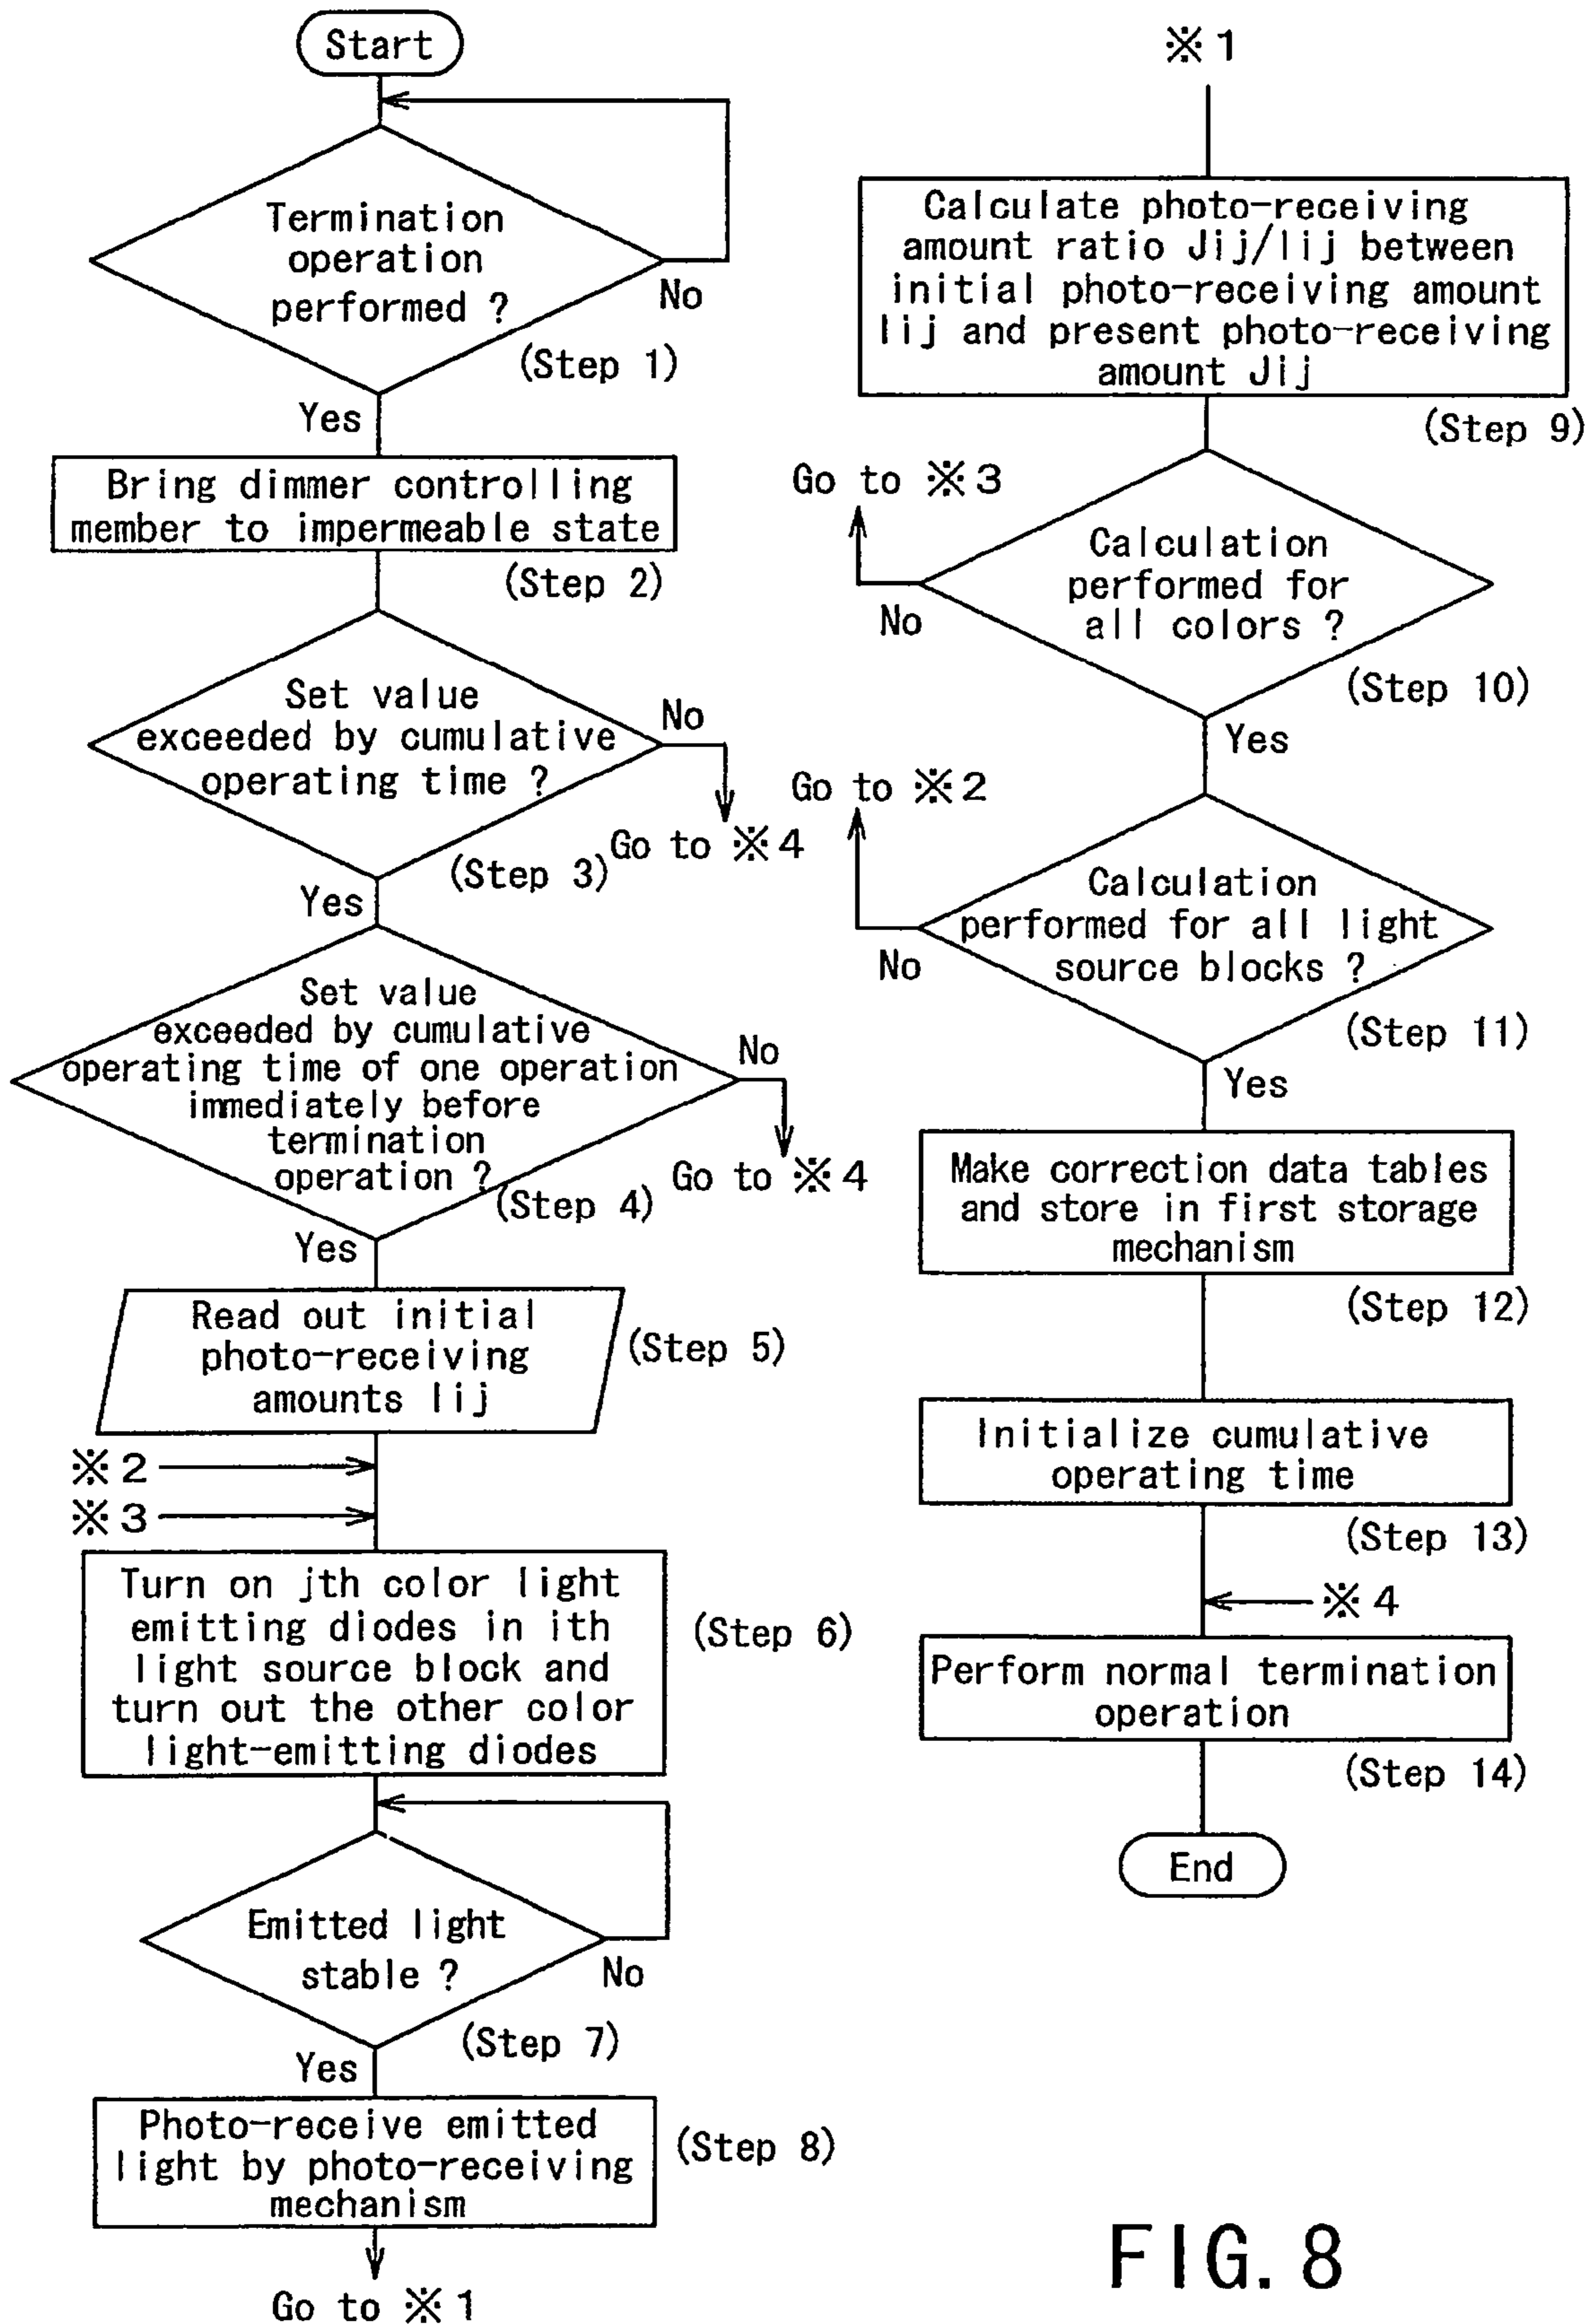 Start
Termination
operation
performed ?
No
(Step 1)
Yes
Bring dimmer controlling
member to impermeable state
(Step 2)
Set value
exceeded by cumulative
operating time ?
No
Go to ※4
(Step 3)
Yes
Set value
exceeded by cumulative
operating time of one operation
immediately before
termination
operation ?
No
Go to ※4
(Step 4)
Yes
Read out initial
photo-receiving
amounts Iij
(Step 5)
※2
※3
Turn on jth color light
emitting diodes in ith
light source block and
turn out the other color
light-emitting diodes
(Step 6)
Emitted light
stable ?
No
(Step 7)
Yes
Photo-receive emitted
light by photo-receiving
mechanism
(Step 8)
Go to ※1
※1
Calculate photo-receiving
amount ratio Jij/Iij between
initial photo-receiving amount
Iij and present photo-receiving
amount Jij
(Step 9)
Go to ※3
Calculation
performed for
all colors ?
No
(Step 10)
Yes
Go to ※2
Calculation
performed for all light
source blocks ?
No
(Step 11)
Yes
Make correction data tables
and store in first storage
mechanism
(Step 12)
Initialize cumulative
operating time
(Step 13)
※4
Perform normal termination
operation
(Step 14)
End
FIG. 8